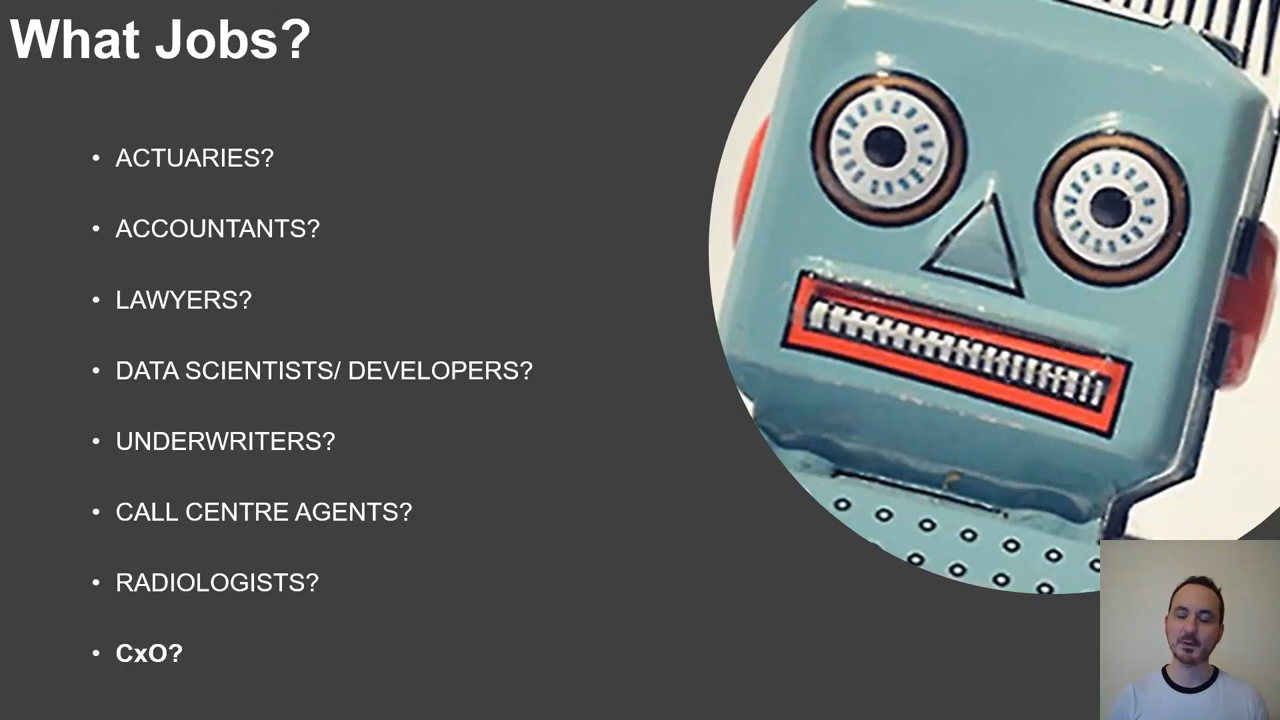 What Jobs?
• ACTUARIES?
• ACCOUNTANTS?
• LAWYERS?
• DATA SCIENTISTS/ DEVELOPERS?
• UNDERWRITERS?
• CALL CENTRE AGENTS?
• RADIOLOGISTS?
• CxO?